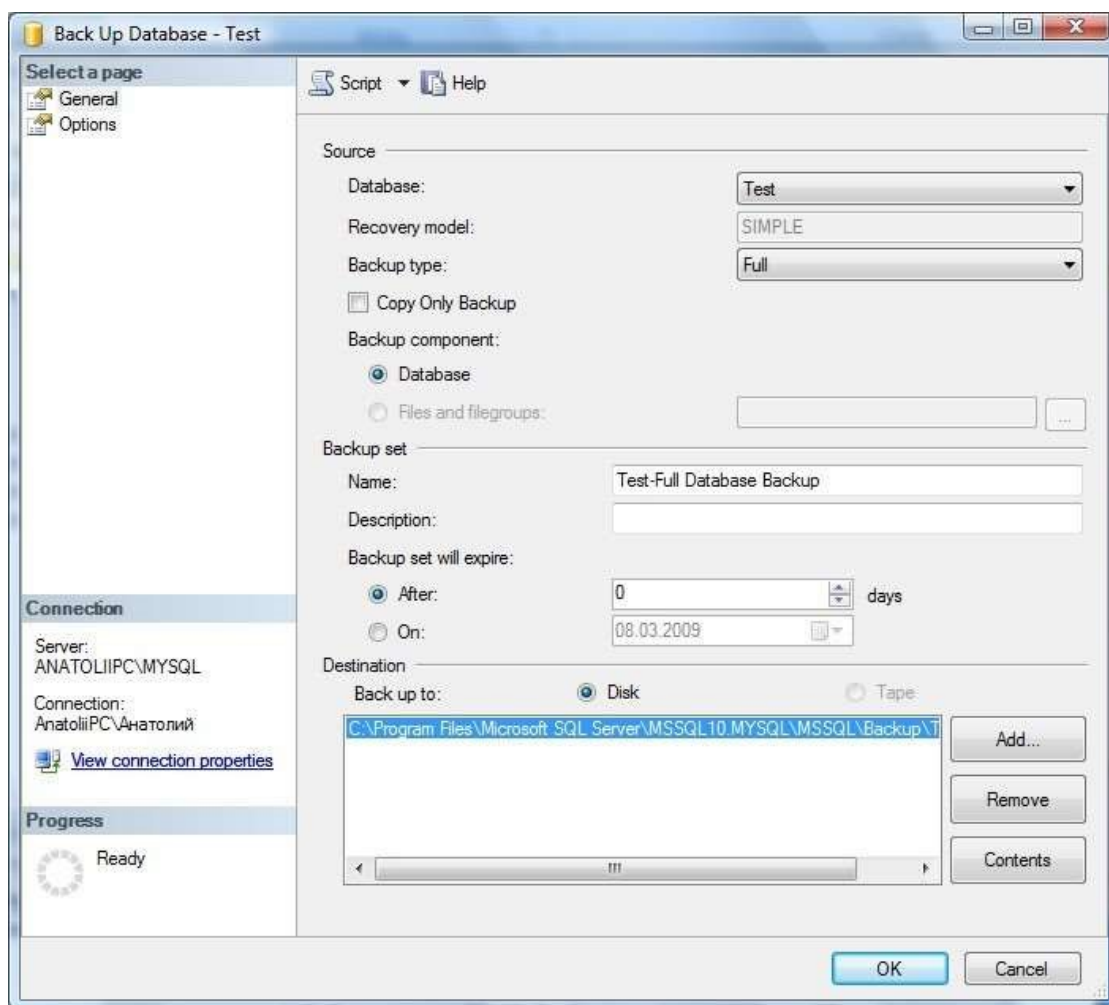 Back Up Database - Test
Select a page
General
Options
Script Help
Source
Database: Test
Recovery model: SIMPLE
Backup type: Full
Copy Only Backup
Backup component:
Database
Files and filegroups: ...
Backup set
Name: Test-Full Database Backup
Description:
Backup set will expire:
After: 0 days
On: 08.03.2009
Destination
Back up to: Disk Tape
C:\Program Files\Microsoft SQL Server\MSSQL10.MYSQL\MSSQL\Backup\T
Add...
Remove
Contents
Connection
Server:
ANATOLIIPC\MYSQL
Connection:
AnatoliiPC\Анатолий
View connection properties
Progress
Ready
OK Cancel